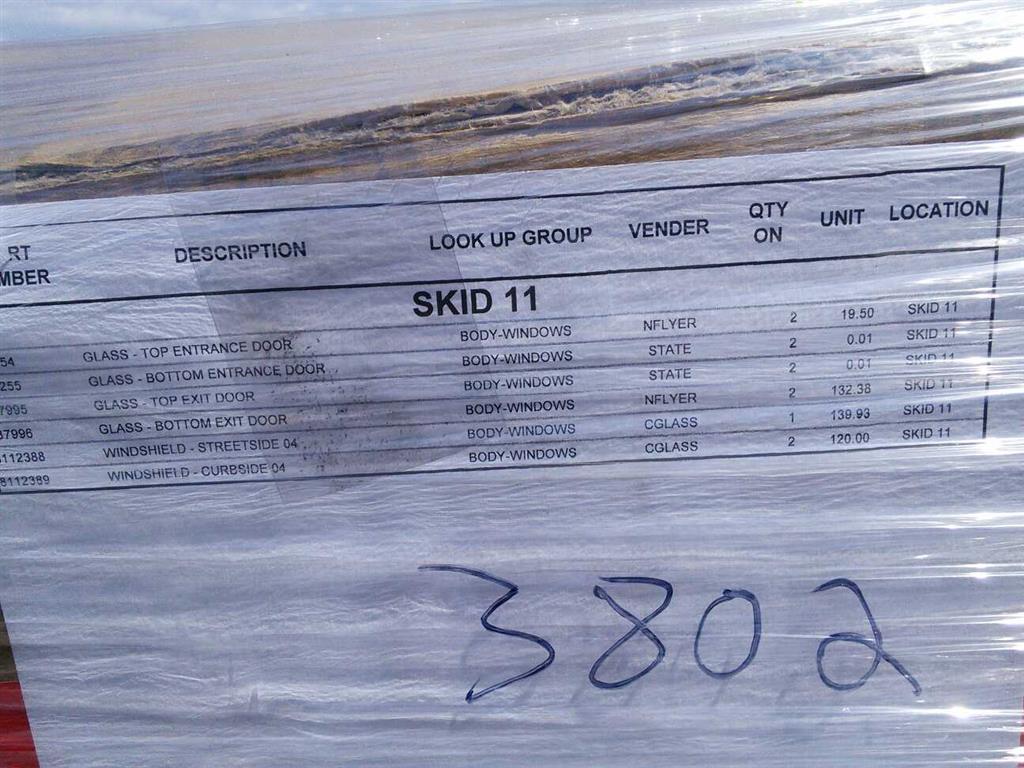 RT DESCRIPTION LOOK UP GROUP VENDER QTY UNIT LOCATION
MBER ON
SKID 11
54 GLASS - TOP ENTRANCE DOOR BODY-WINDOWS NFLYER 2 19.50 SKID 11
255 GLASS - BOTTOM ENTRANCE DOOR BODY-WINDOWS STATE 2 0.01 SKID 11
7995 GLASS - TOP EXIT DOOR BODY-WINDOWS STATE 2 0.01 SKID 11
37996 GLASS - BOTTOM EXIT DOOR BODY-WINDOWS NFLYER 2 132.38 SKID 11
8112388 WINDSHIELD - STREETSIDE 04 BODY-WINDOWS CGLASS 1 139.93 SKID 11
8112389 WINDSHIELD - CURBSIDE 04 BODY-WINDOWS CGLASS 2 120.00 SKID 11
3802